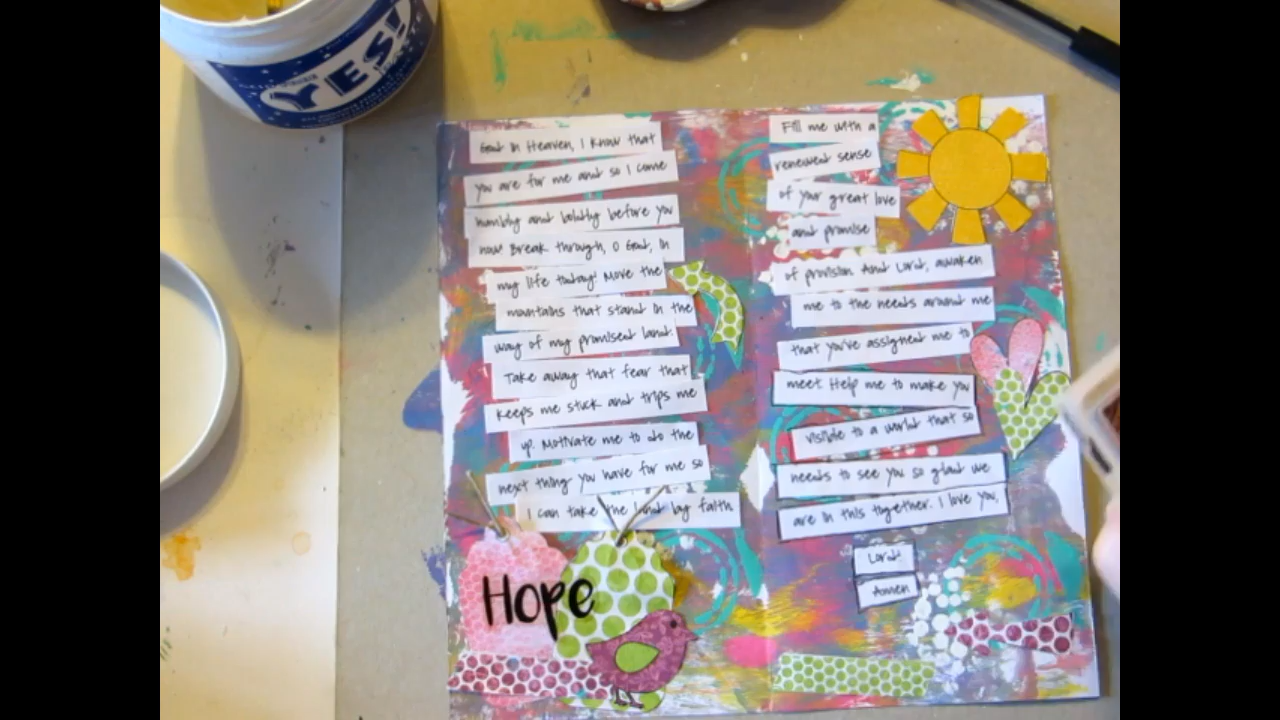 YES!
God in Heaven, I know that
you are for me and so I come
humbly and boldly before you
now! Break through, O God, in
my life today! Move the
mountains that stand in the
way of my promised land.
Take away that fear that
keeps me stuck and trips me
up. Motivate me to do the
next thing you have for me so
I can take the land by faith
Hope
Fill me with a
renewed sense
of your great love
and promise
of provision And Lord, awaken
me to the needs around me
that you've assigned me to
meet. Help me to make you
visible to a world that so
needs to see you so glad we
are in this together. I love you,
Lord!
Amen